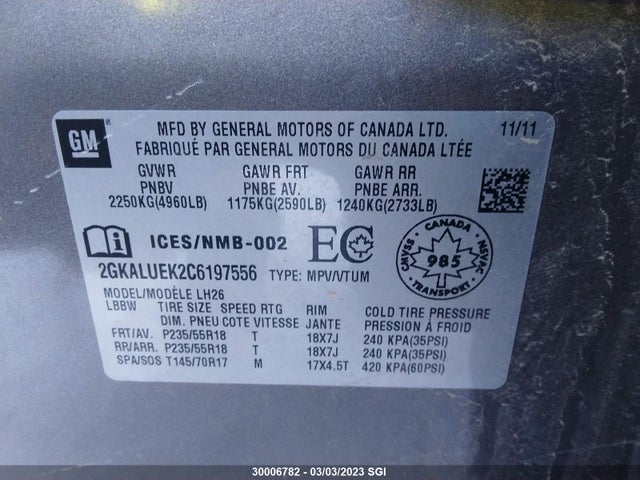 GM
MFD BY GENERAL MOTORS OF CANADA LTD. 11/11
FABRIQUÉ PAR GENERAL MOTORS DU CANADA LTÉE
GVWR GAWR FRT GAWR RR
PNBV PNBE AV. PNBE ARR.
2250KG(4960LB) 1175KG(2590LB) 1240KG(2733LB)
ICES/NMB-002 EC
CANADA
CMVSS 985 NSVAC
2GKALUEK2C6197556 TYPE: MPV/VTUM
MODEL/MODÈLE LH26
LBBW TIRE SIZE SPEED RTG RIM COLD TIRE PRESSURE
DIM. PNEU COTE VITESSE JANTE PRESSION À FROID
FRT/AV. P235/55R18 T 18X7J 240 KPA(35PSI)
RR/ARR. P235/55R18 T 18X7J 240 KPA(35PSI)
SPA/SOS T145/70R17 M 17X4.5T 420 KPA(60PSI)
30006782 - 03/03/2023 SGI